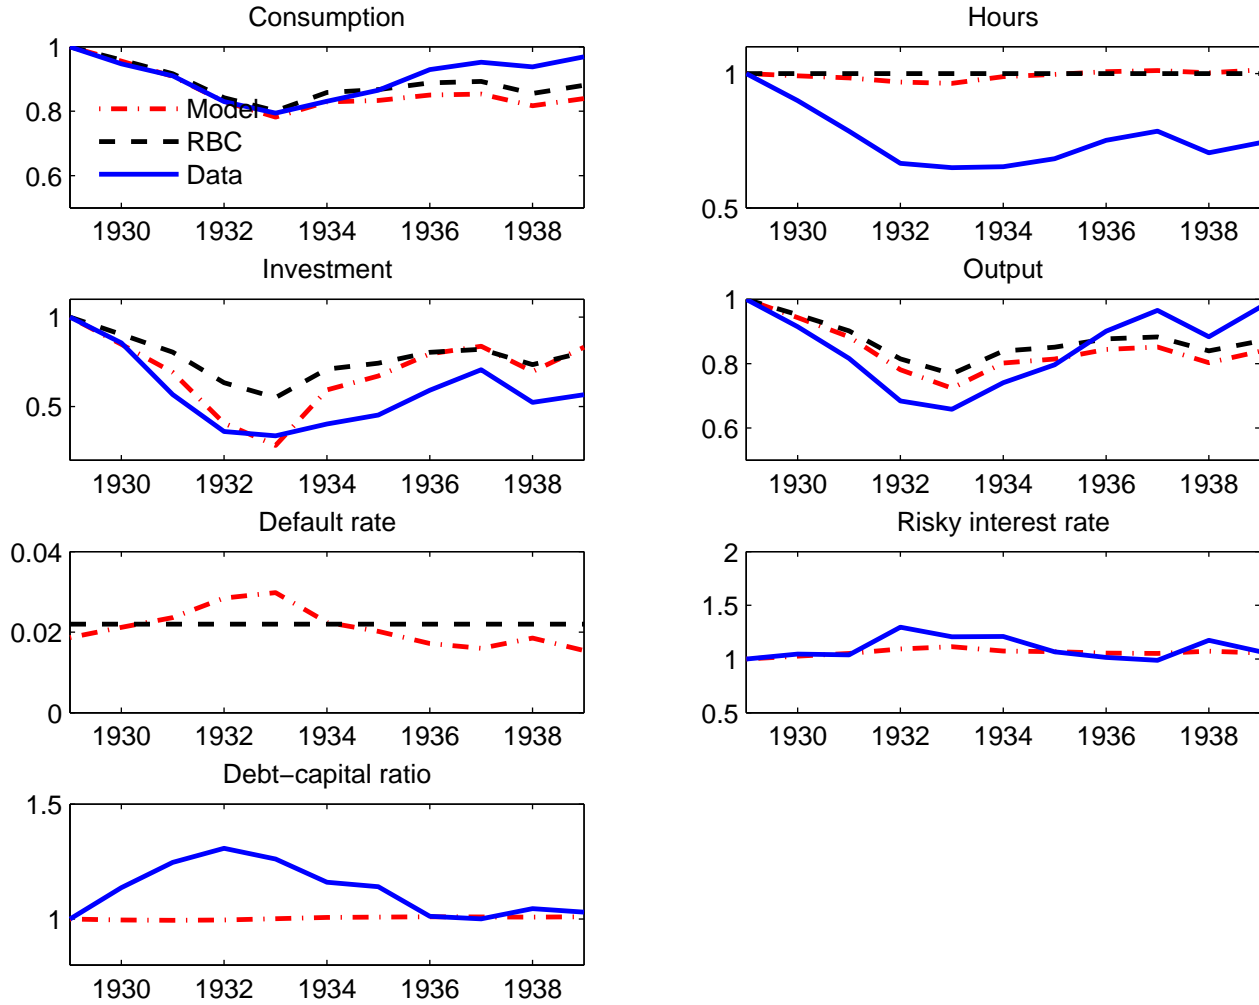 Consumption
1
0.8
0.6
Model
RBC
Data
1930 1932 1934 1936 1938
Hours
1
0.5
1930 1932 1934 1936 1938
Investment
1
0.5
1930 1932 1934 1936 1938
Output
1
0.8
0.6
1930 1932 1934 1936 1938
Default rate
0.04
0.02
0
1930 1932 1934 1936 1938
Risky interest rate
2
1.5
1
0.5
1930 1932 1934 1936 1938
Debt−capital ratio
1.5
1
1930 1932 1934 1936 1938